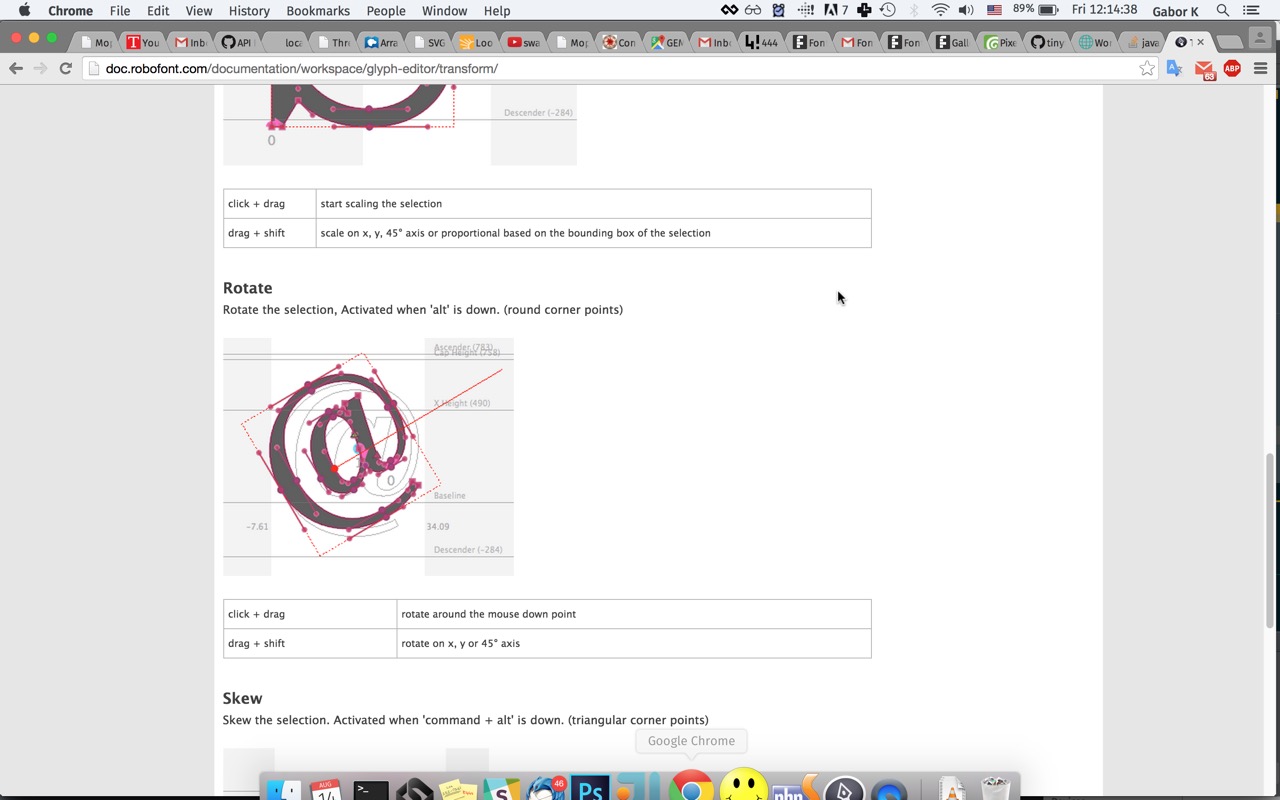 Chrome File Edit View History Bookmarks People Window Help 7 89% Fri 12:14:38 Gabor K
Mo T You Inb API loca Thre Arra SVG Loo swa Mo Con GEN Inb 444 Fon Fon Fon Gall Pixe tiny Wor java
doc.robofont.com/documentation/workspace/glyph-editor/transform/ 63 ABP
Descender (-284)
0
click + drag start scaling the selection
drag + shift scale on x, y, 45° axis or proportional based on the bounding box of the selection
Rotate
Rotate the selection, Activated when 'alt' is down. (round corner points)
Ascender (783)
Cap Height (758)
X Height (490)
0
Baseline
-7.61 34.09
Descender (-284)
click + drag rotate around the mouse down point
drag + shift rotate on x, y or 45° axis
Skew
Skew the selection. Activated when 'command + alt' is down. (triangular corner points)
Google Chrome
AUG 14 >_ S 46 Ps php